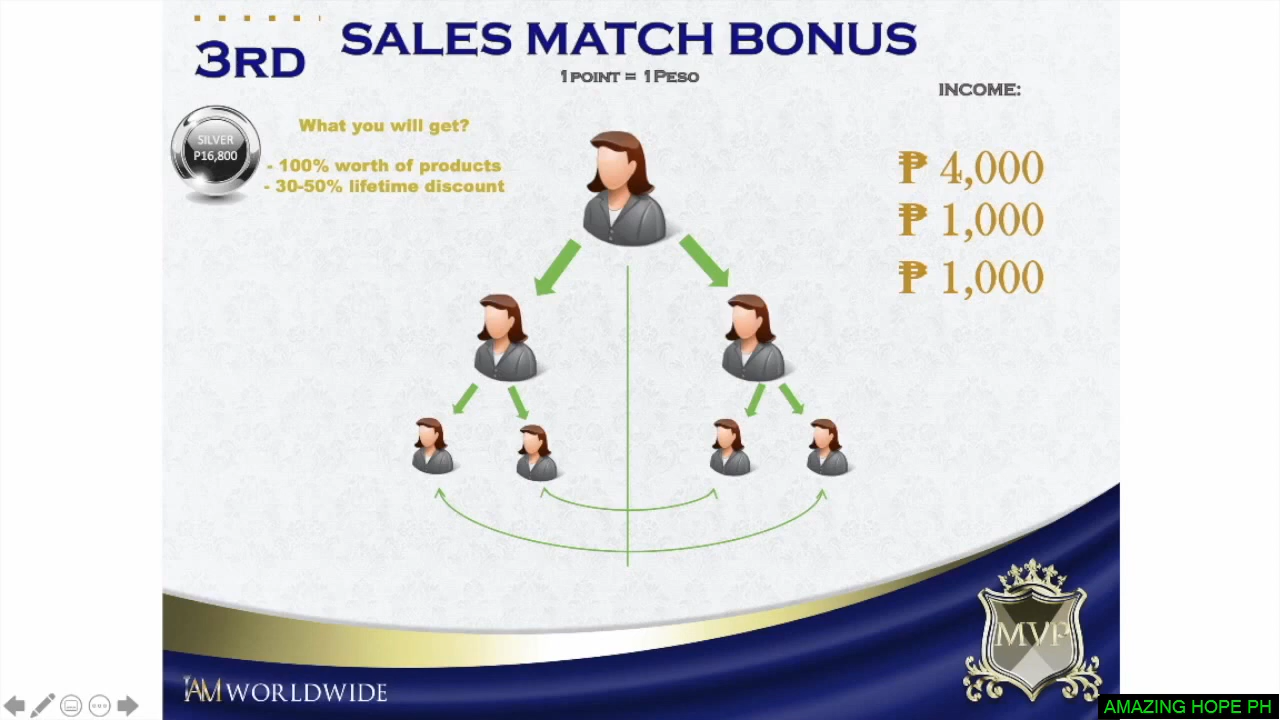 3RD
SALES MATCH BONUS
1 POINT = 1 PESO
INCOME:
SILVER
P16,800
What you will get?
- 100% worth of products
- 30-50% lifetime discount
₱ 4,000
₱ 1,000
₱ 1,000
MVP
IAM WORLDWIDE
AMAZING HOPE PH